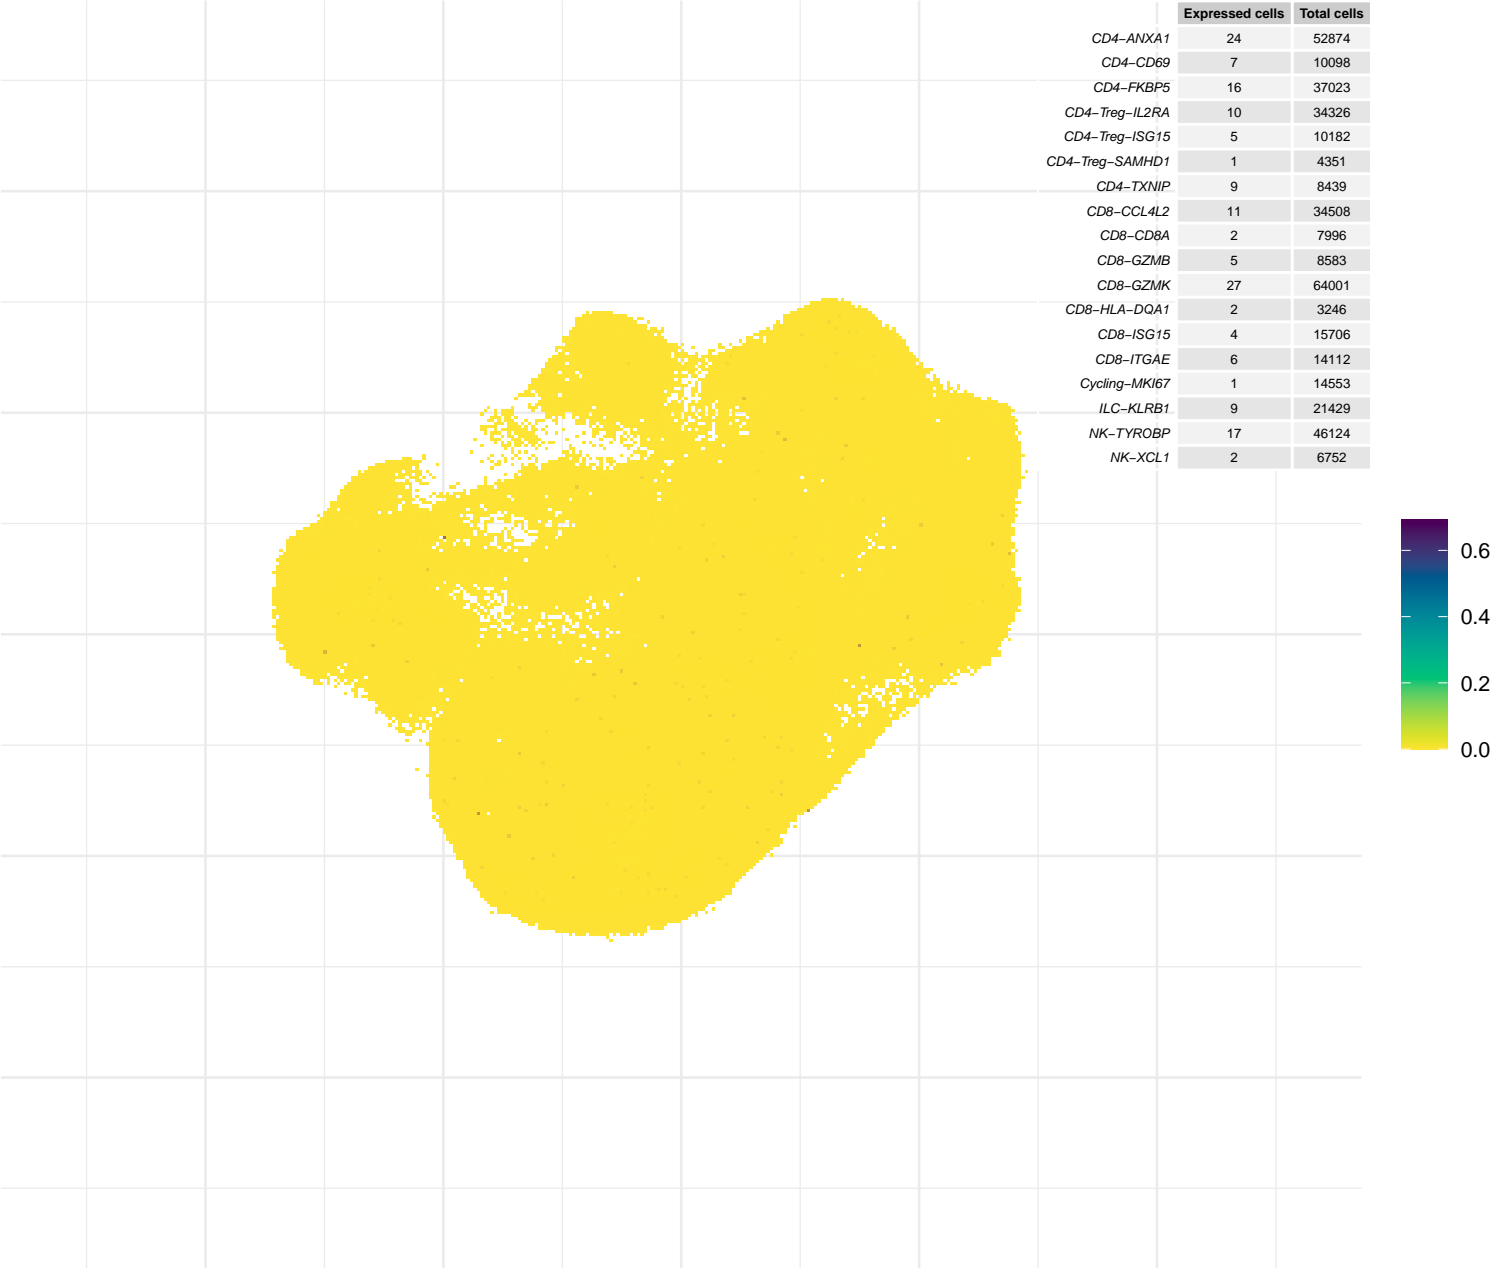 Expressed cells Total cells
CD4−ANXA1 24 52874
CD4−CD69 7 10098
CD4−FKBP5 16 37023
CD4−Treg−IL2RA 10 34326
CD4−Treg−ISG15 5 10182
CD4−Treg−SAMHD1 1 4351
CD4−TXNIP 9 8439
CD8−CCL4L2 11 34508
CD8−CD8A 2 7996
CD8−GZMB 5 8583
CD8−GZMK 27 64001
CD8−HLA−DQA1 2 3246
CD8−ISG15 4 15706
CD8−ITGAE 6 14112
Cycling−MKI67 1 14553
ILC−KLRB1 9 21429
NK−TYROBP 17 46124
NK−XCL1 2 6752
0.6
0.4
0.2
0.0